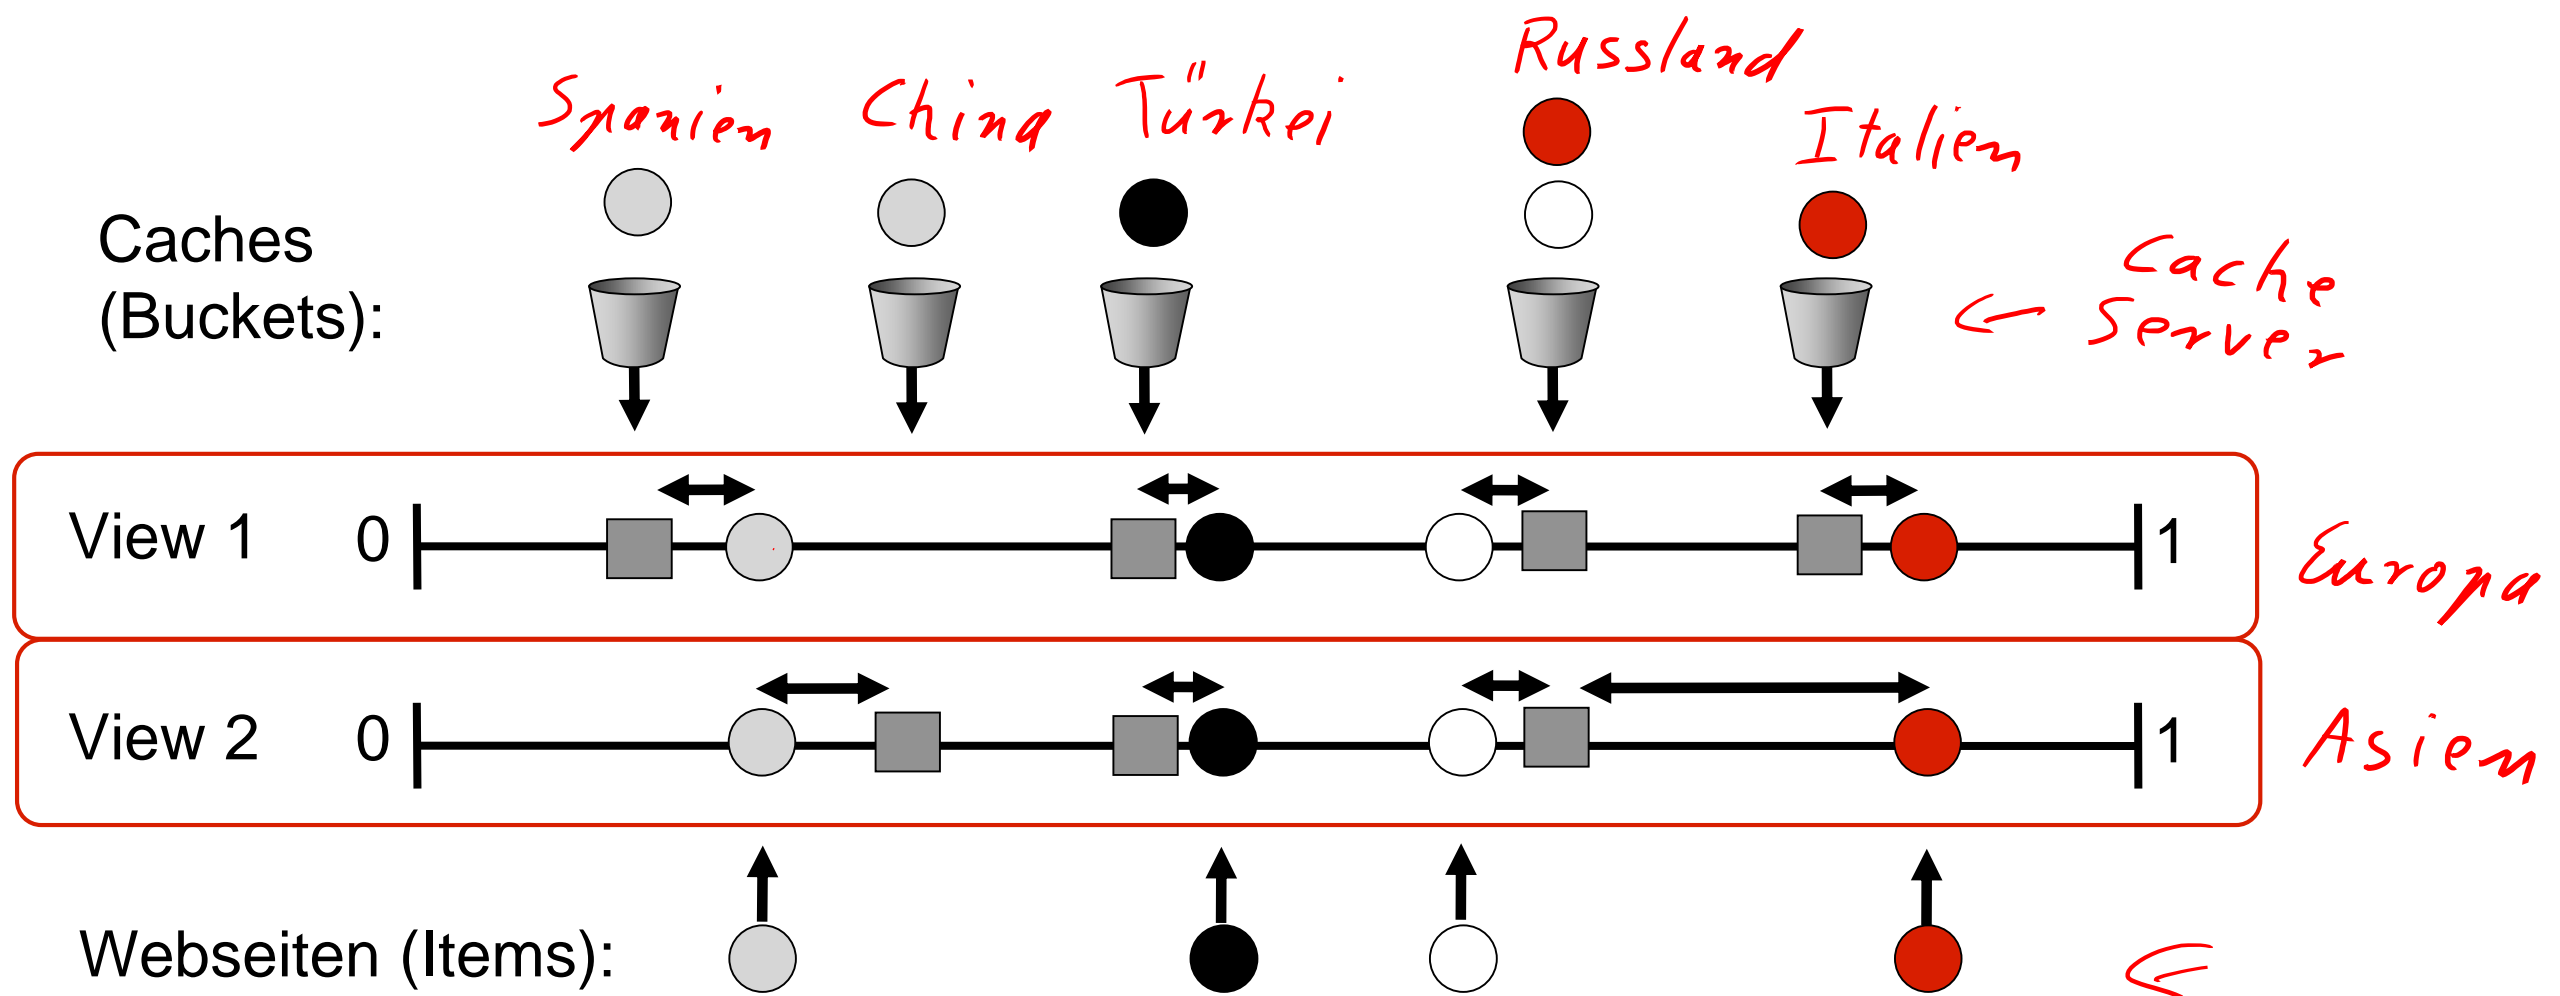 Russland
Spanien China Türkei Italien
Caches
(Buckets):
Cache
Server
View 1 0 1
Europa
View 2 0 1
Asien
Webseiten (Items):